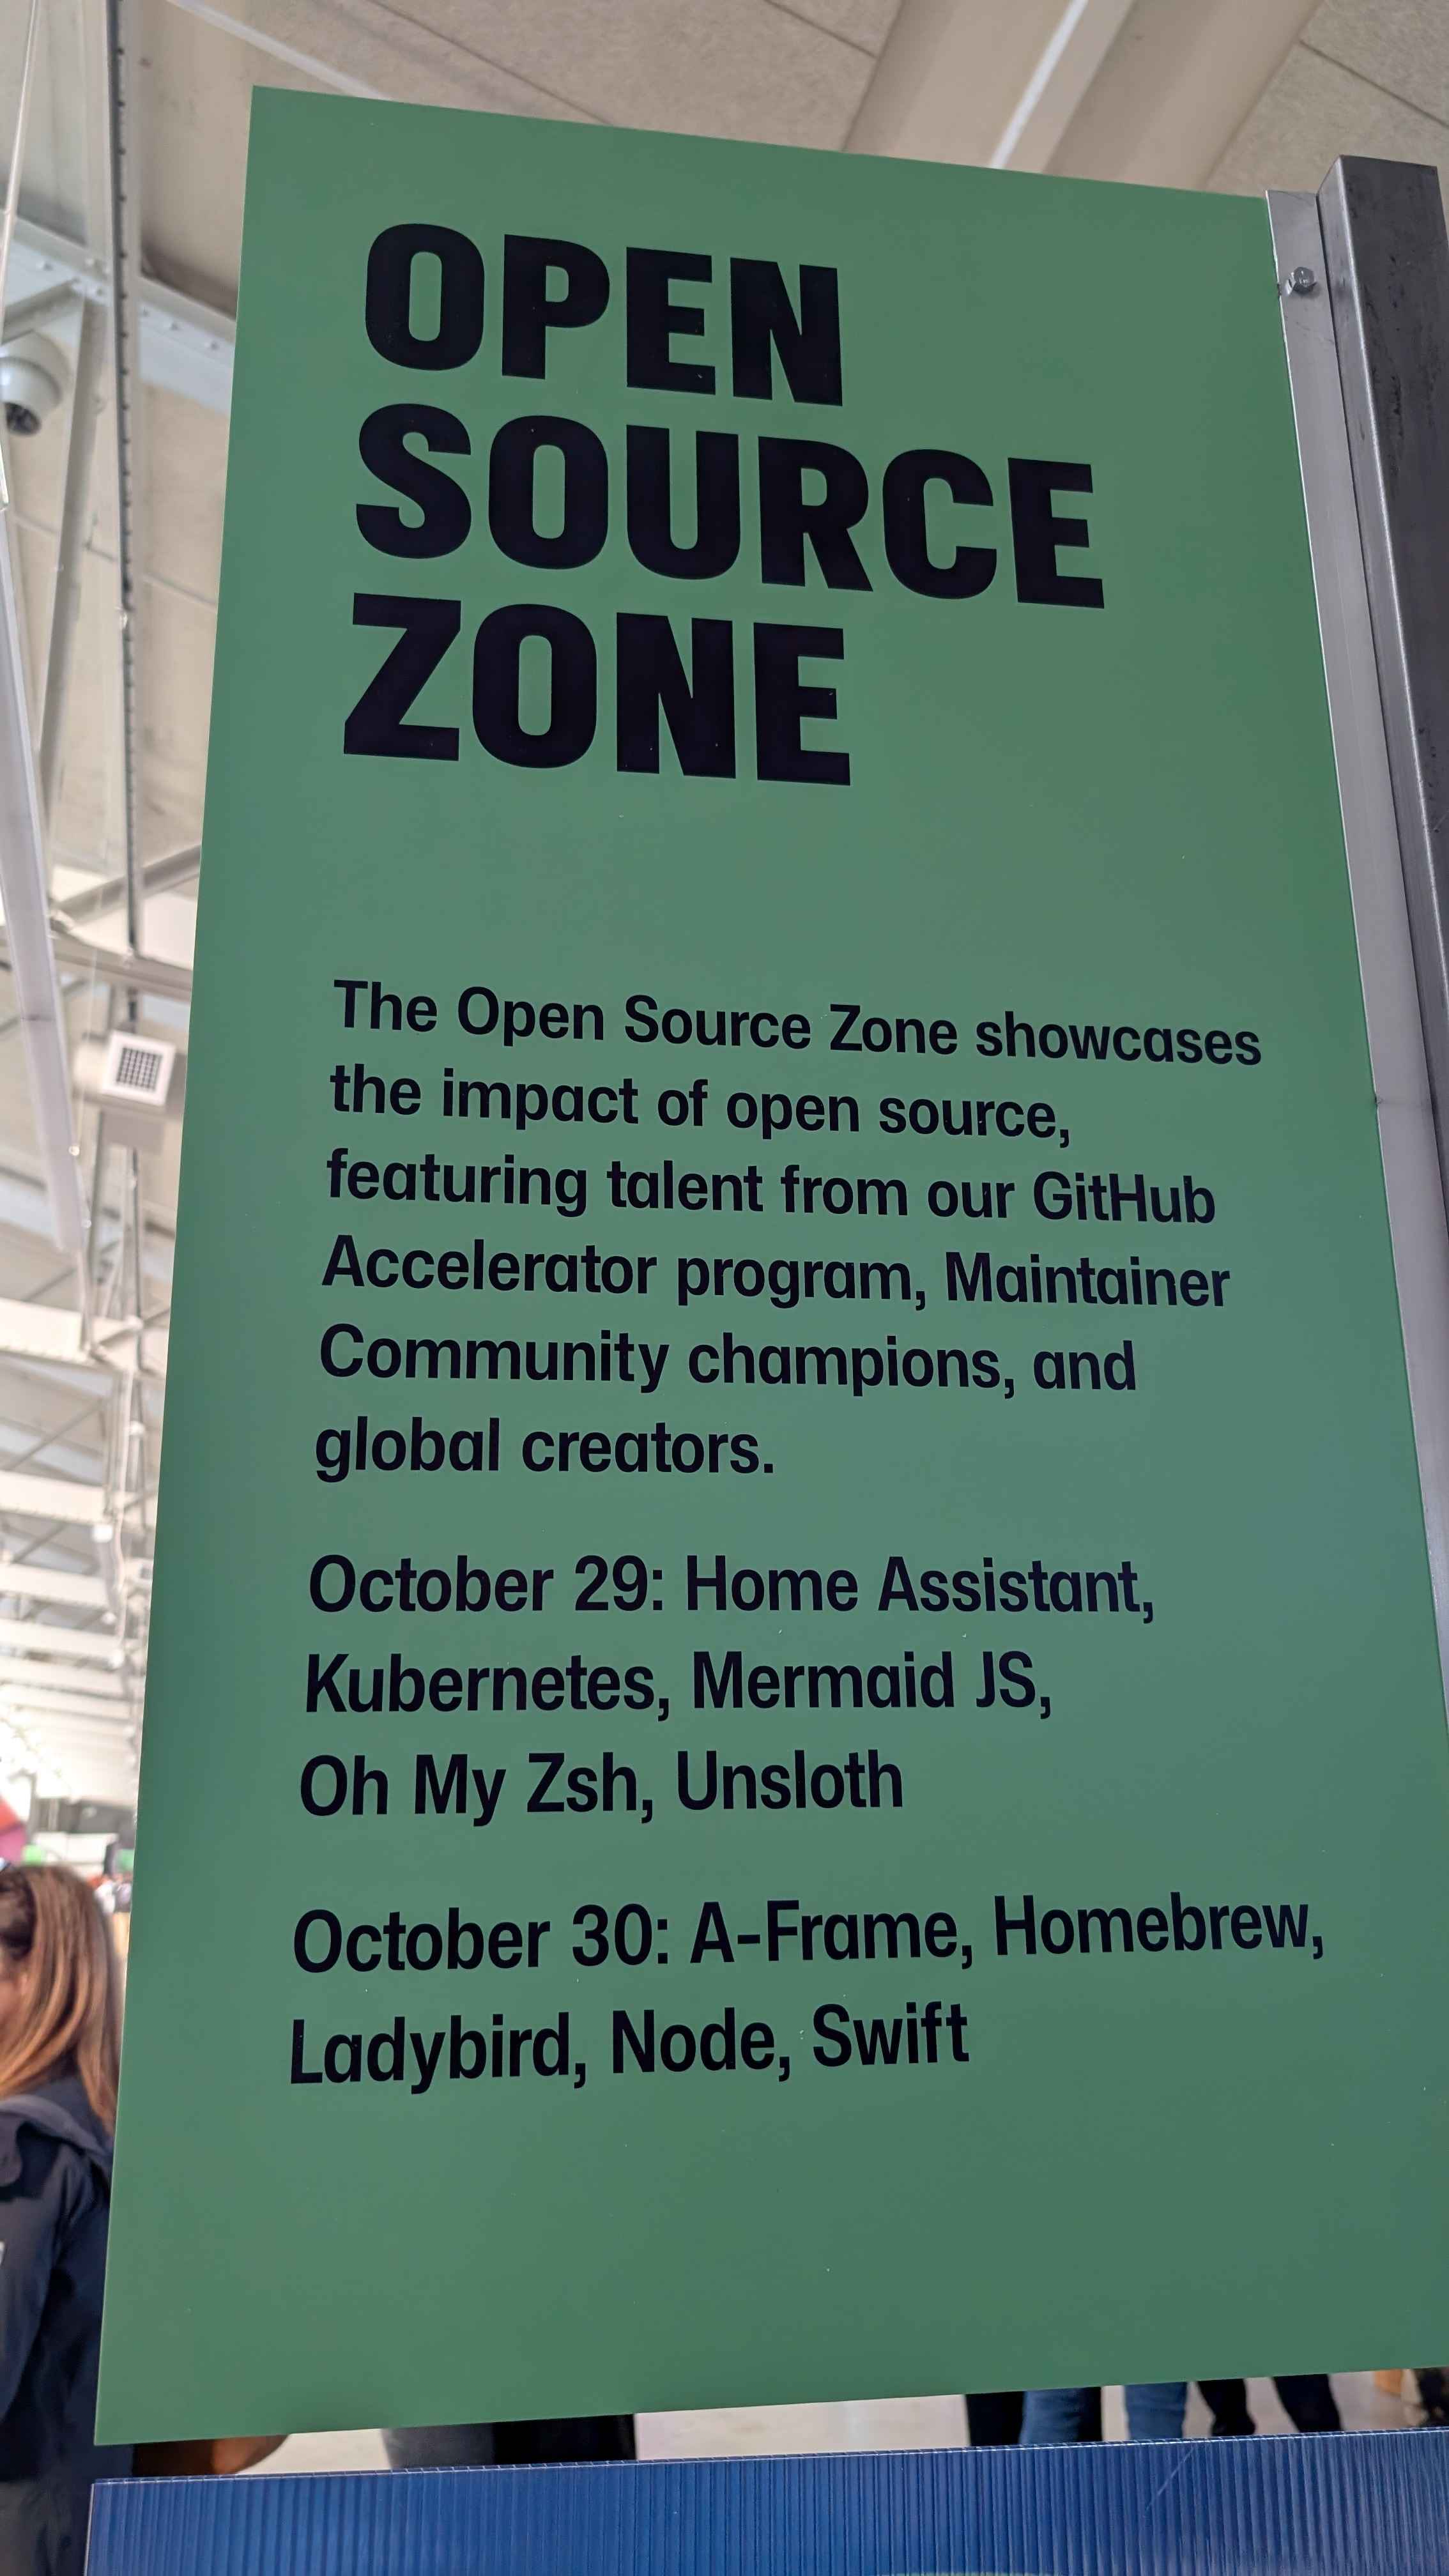 OPEN
SOURCE
ZONE
The Open Source Zone showcases
the impact of open source,
featuring talent from our GitHub
Accelerator program, Maintainer
Community champions, and
global creators.
October 29: Home Assistant,
Kubernetes, Mermaid JS,
Oh My Zsh, Unsloth
October 30: A-Frame, Homebrew,
Ladybird, Node, Swift